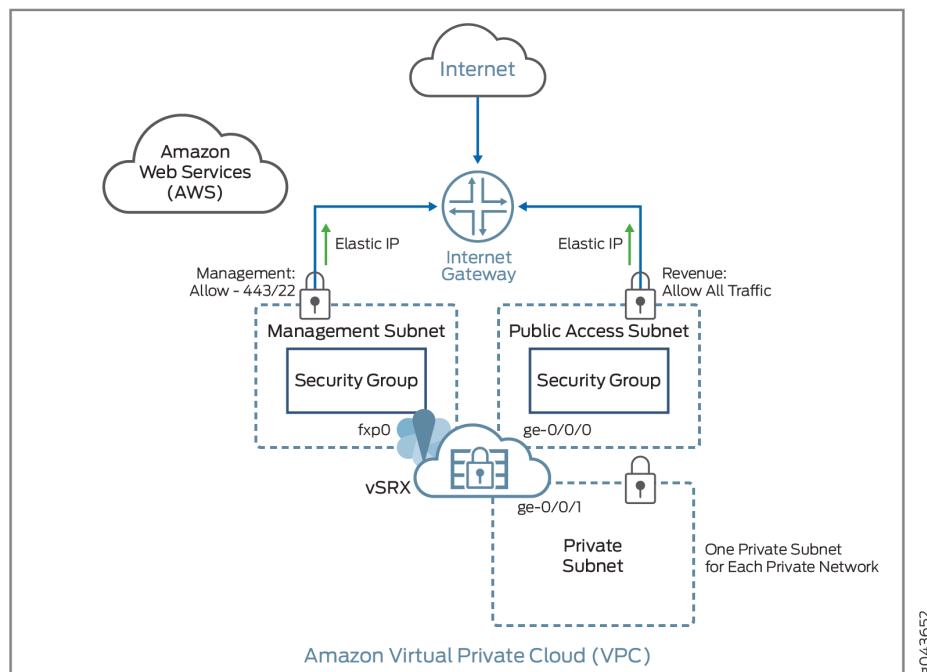 Internet
Amazon
Web Services
(AWS)
Elastic IP
Elastic IP
Internet
Gateway
Management:
Allow - 443/22
Revenue:
Allow All Traffic
Management Subnet
Public Access Subnet
Security Group
Security Group
fxp0
ge-0/0/0
vSRX
ge-0/0/1
Private
Subnet
One Private Subnet
for Each Private Network
Amazon Virtual Private Cloud (VPC)